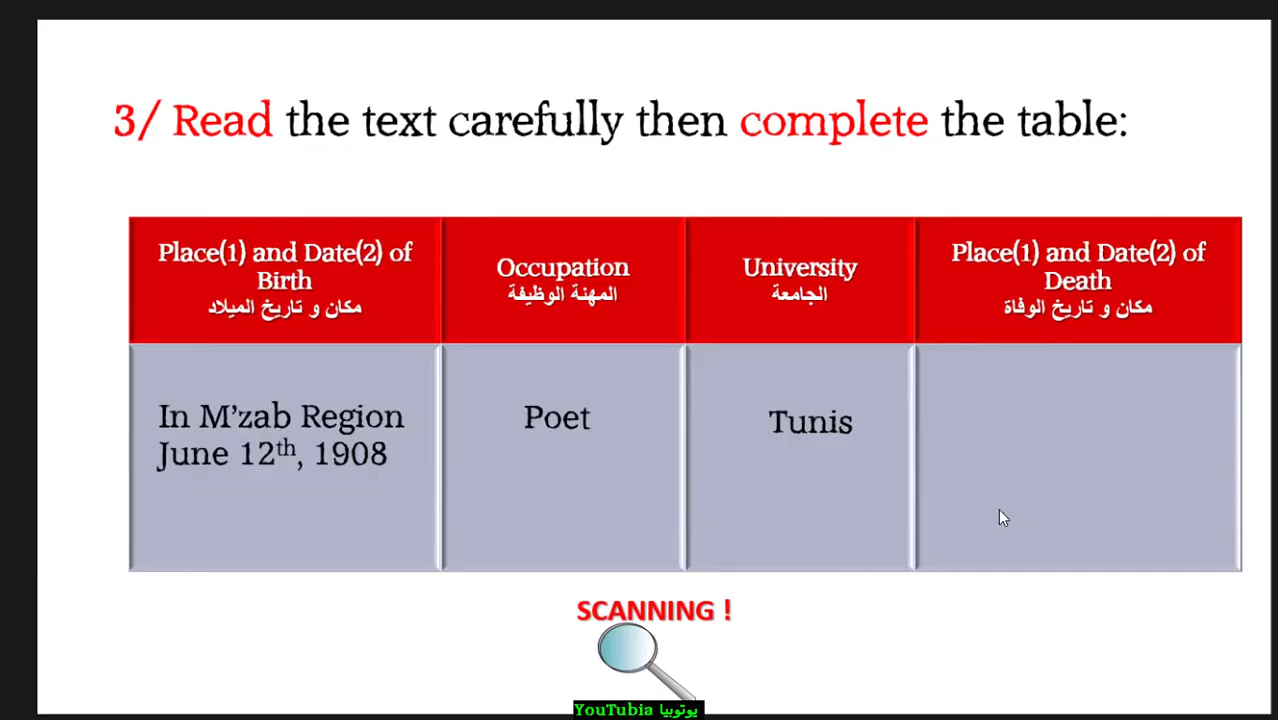 3/ Read the text carefully then complete the table:
Place(1) and Date(2) of
Birth
مكان و تاريخ الميلاد
Occupation
المهنة الوظيفة
University
الجامعة
Place(1) and Date(2) of
Death
مكان و تاريخ الوفاة
In M’zab Region
June 12th, 1908
Poet
Tunis
SCANNING !
YouTubia يوتوبيا